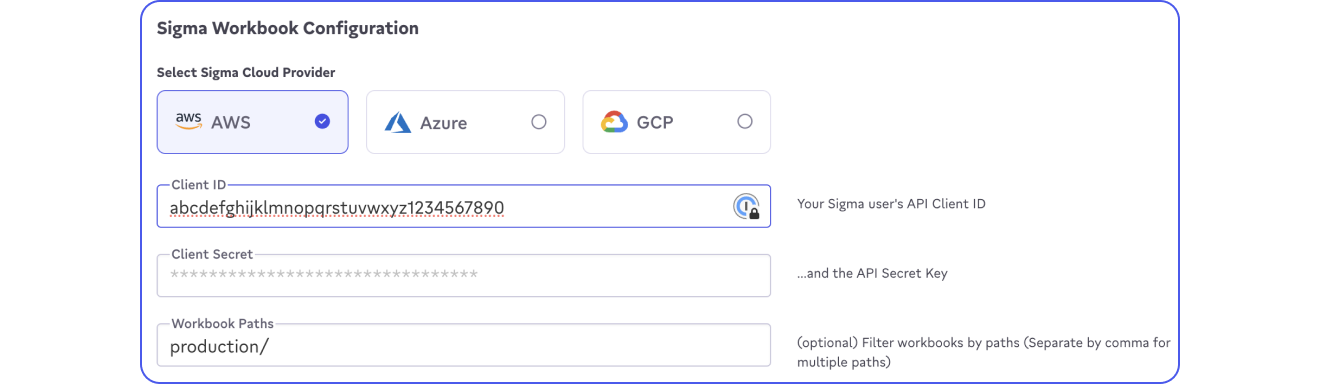 Sigma Workbook Configuration
Select Sigma Cloud Provider
aws AWS
Azure
GCP
Client ID
abcdefghijklmnopqrstuvwxyz1234567890
Your Sigma user's API Client ID
Client Secret
********************************
...and the API Secret Key
Workbook Paths
production/
(optional) Filter workbooks by paths (Separate by comma for
multiple paths)